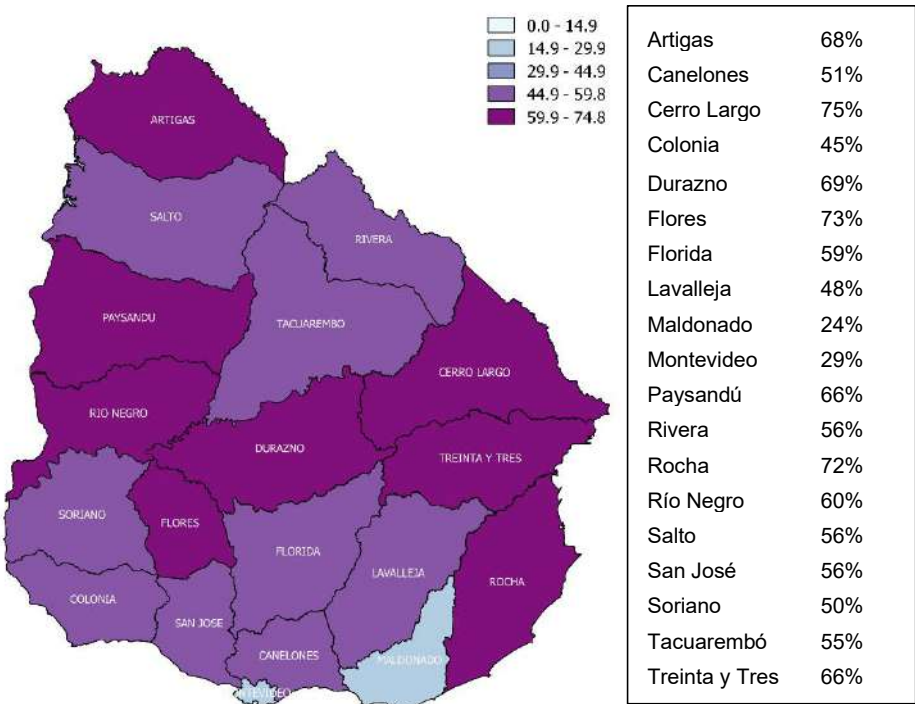 0.0 - 14.9
14.9 - 29.9
29.9 - 44.9
44.9 - 59.8
59.9 - 74.8
Artigas 68%
Canelones 51%
Cerro Largo 75%
Colonia 45%
Durazno 69%
Flores 73%
Florida 59%
Lavalleja 48%
Maldonado 24%
Montevideo 29%
Paysandú 66%
Rivera 56%
Rocha 72%
Río Negro 60%
Salto 56%
San José 56%
Soriano 50%
Tacuarembó 55%
Treinta y Tres 66%
ARTIGAS
SALTO
RIVERA
PAYSANDU
TACUAREMBO
CERRO LARGO
RIO NEGRO
DURAZNO
TREINTA Y TRES
SORIANO
FLORES
FLORIDA
LAVALLEJA
ROCHA
COLONIA
SAN JOSE
CANELONES
MALDONADO
MONTEVIDEO